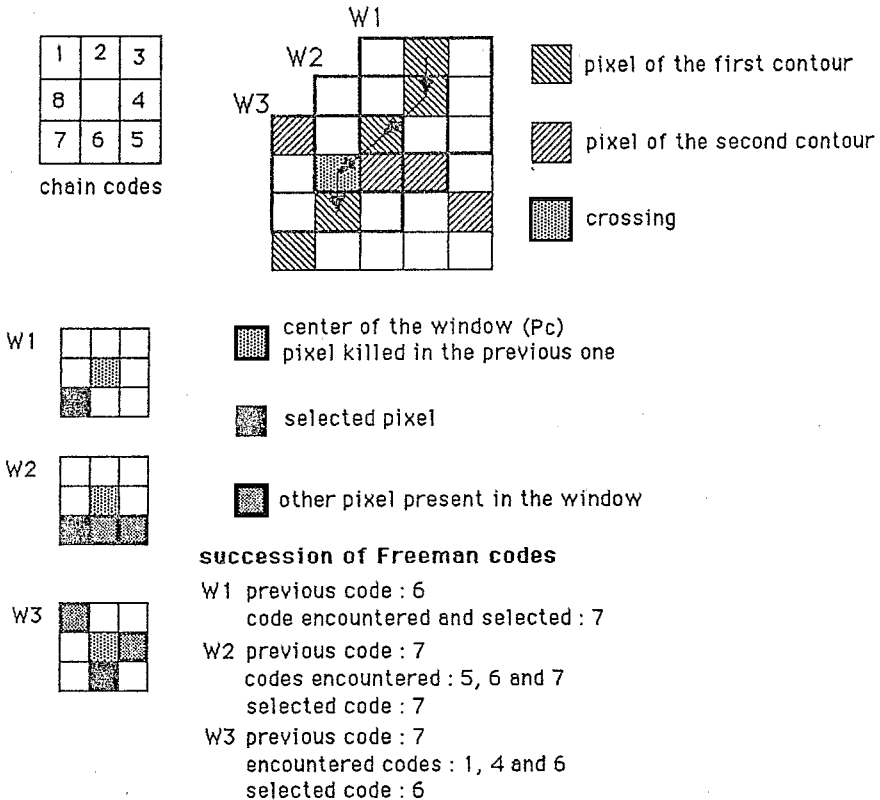 1 2 3
8 4
7 6 5
chain codes
W1
W2
W3
pixel of the first contour
pixel of the second contour
crossing
W1
center of the window (Pc)
pixel killed in the previous one
selected pixel
W2
other pixel present in the window
W3
succession of Freeman codes
W1 previous code : 6
code encountered and selected : 7
W2 previous code : 7
codes encountered : 5, 6 and 7
selected code : 7
W3 previous code : 7
encountered codes : 1, 4 and 6
selected code : 6